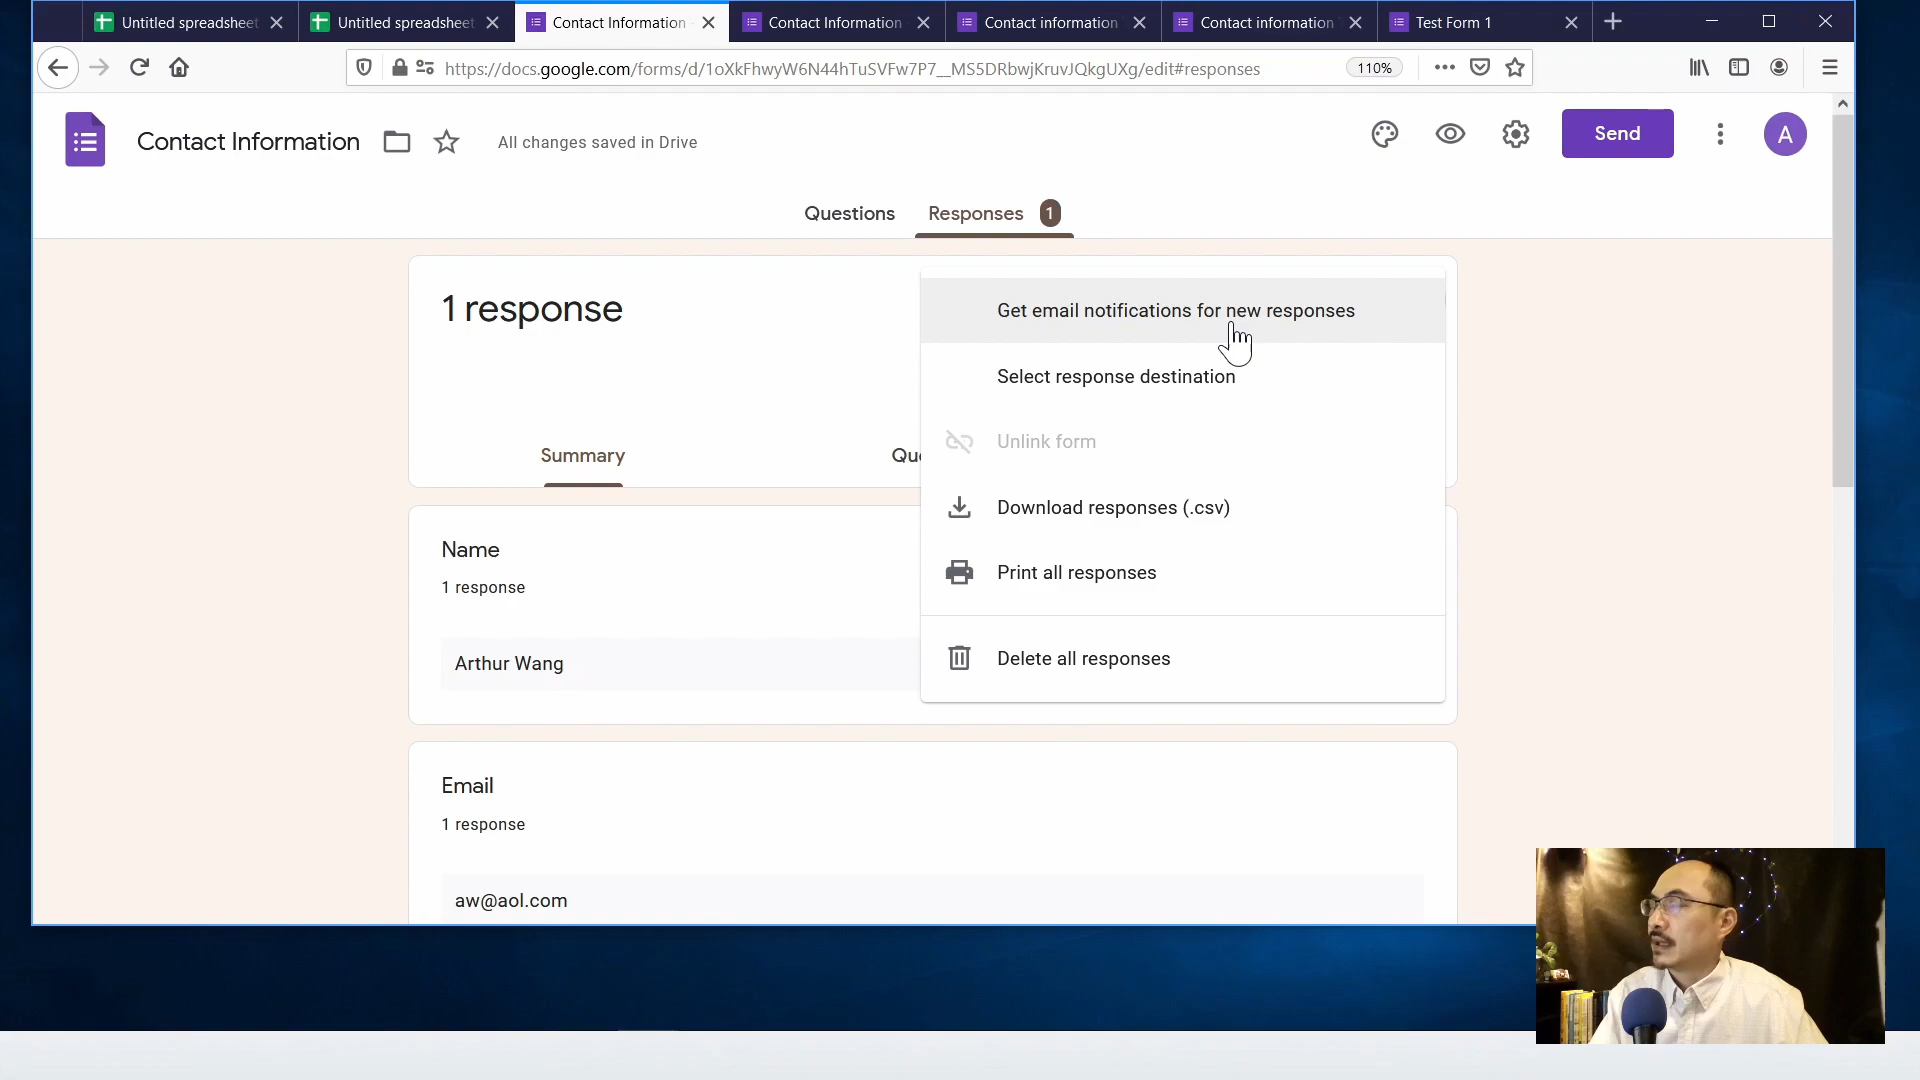 Untitled spreadsheet
Untitled spreadsheet
Contact Information
Contact Information
Contact information
Contact information
Test Form 1
https://docs.google.com/forms/d/1oXkFhwyW6N44hTuSVFw7P7__MS5DRbwjKruvJQkgUXg/edit#responses
110%
Contact Information
All changes saved in Drive
Send
A
Questions
Responses 1
1 response
Get email notifications for new responses
Select response destination
Unlink form
Download responses (.csv)
Print all responses
Delete all responses
Summary
Que
Name
1 response
Arthur Wang
Email
1 response
aw@aol.com